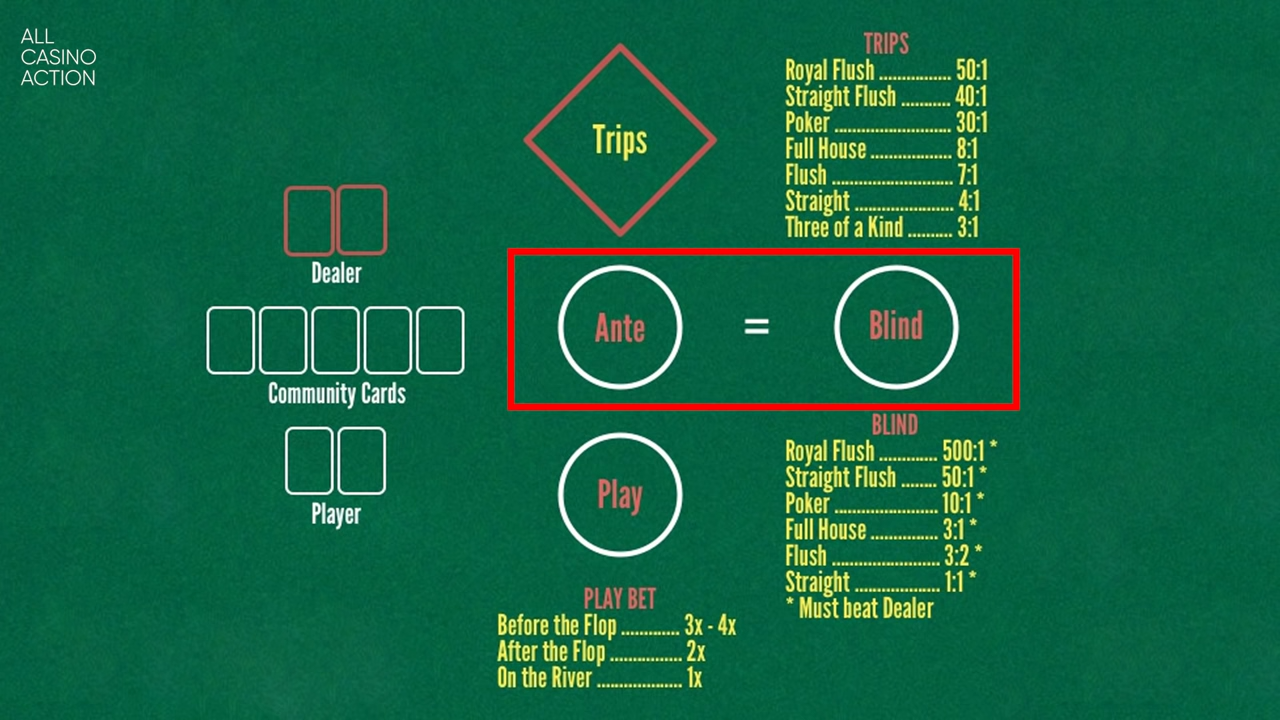 ALL
CASINO
ACTION
TRIPS
Royal Flush ............... 50:1
Straight Flush .......... 40:1
Poker ........................ 30:1
Full House ................. 8:1
Flush ......................... 7:1
Straight ..................... 4:1
Three of a Kind ......... 3:1
Trips
Dealer
Community Cards
Player
Ante
=
Blind
Play
BLIND
Royal Flush ............ 500:1 *
Straight Flush ....... 50:1 *
Poker ..................... 10:1 *
Full House .............. 3:1 *
Flush ...................... 3:2 *
Straight .................. 1:1 *
* Must beat Dealer
PLAY BET
Before the Flop ............ 3x - 4x
After the Flop ............... 2x
On the River ................. 1x